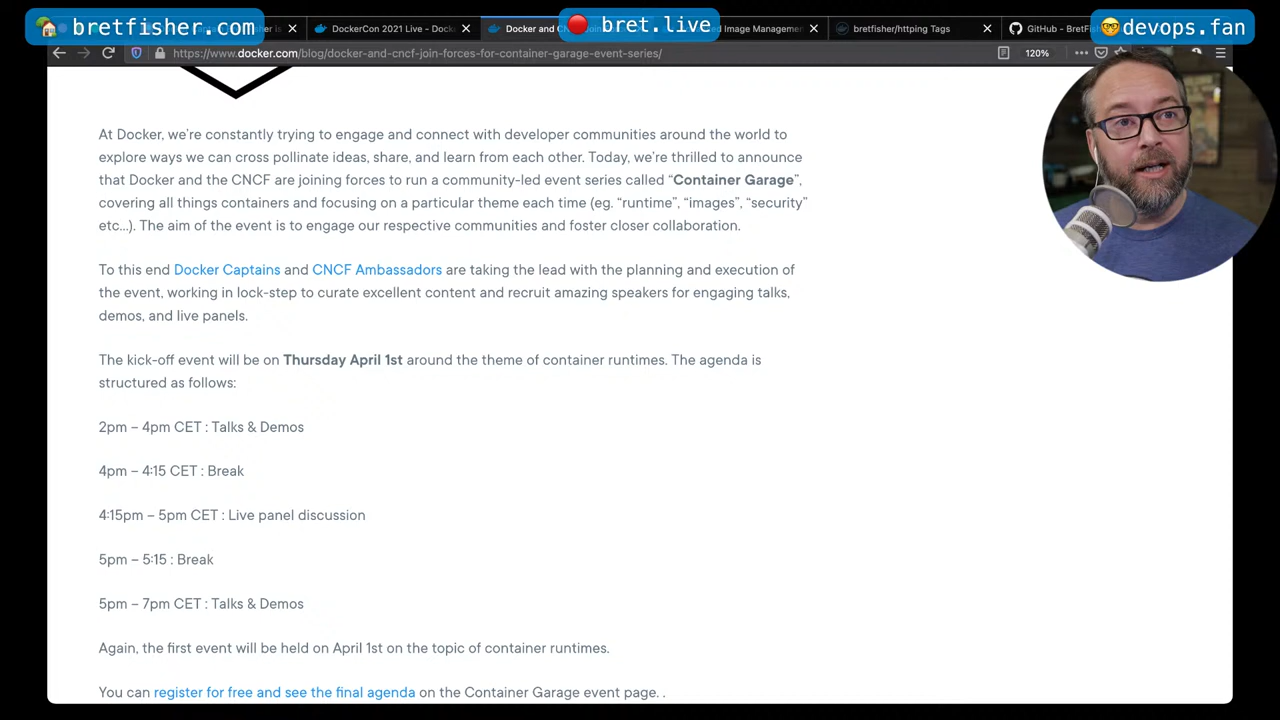 bretfisher.com
bret.live
devops.fan
DockerCon 2021 Live - Dock
Docker and
Image Managemen
bretfisher/httping Tags
GitHub - BretFi
https://www.docker.com/blog/docker-and-cncf-join-forces-for-container-garage-event-series/
120%
At Docker, we're constantly trying to engage and connect with developer communities around the world to
explore ways we can cross pollinate ideas, share, and learn from each other. Today, we're thrilled to announce
that Docker and the CNCF are joining forces to run a community-led event series called “Container Garage”,
covering all things containers and focusing on a particular theme each time (eg. “runtime”, “images”, “security”
etc…). The aim of the event is to engage our respective communities and foster closer collaboration.
To this end Docker Captains and CNCF Ambassadors are taking the lead with the planning and execution of
the event, working in lock-step to curate excellent content and recruit amazing speakers for engaging talks,
demos, and live panels.
The kick-off event will be on Thursday April 1st around the theme of container runtimes. The agenda is
structured as follows:
2pm – 4pm CET : Talks & Demos
4pm – 4:15 CET : Break
4:15pm – 5pm CET : Live panel discussion
5pm – 5:15 : Break
5pm – 7pm CET : Talks & Demos
Again, the first event will be held on April 1st on the topic of container runtimes.
You can register for free and see the final agenda on the Container Garage event page. .